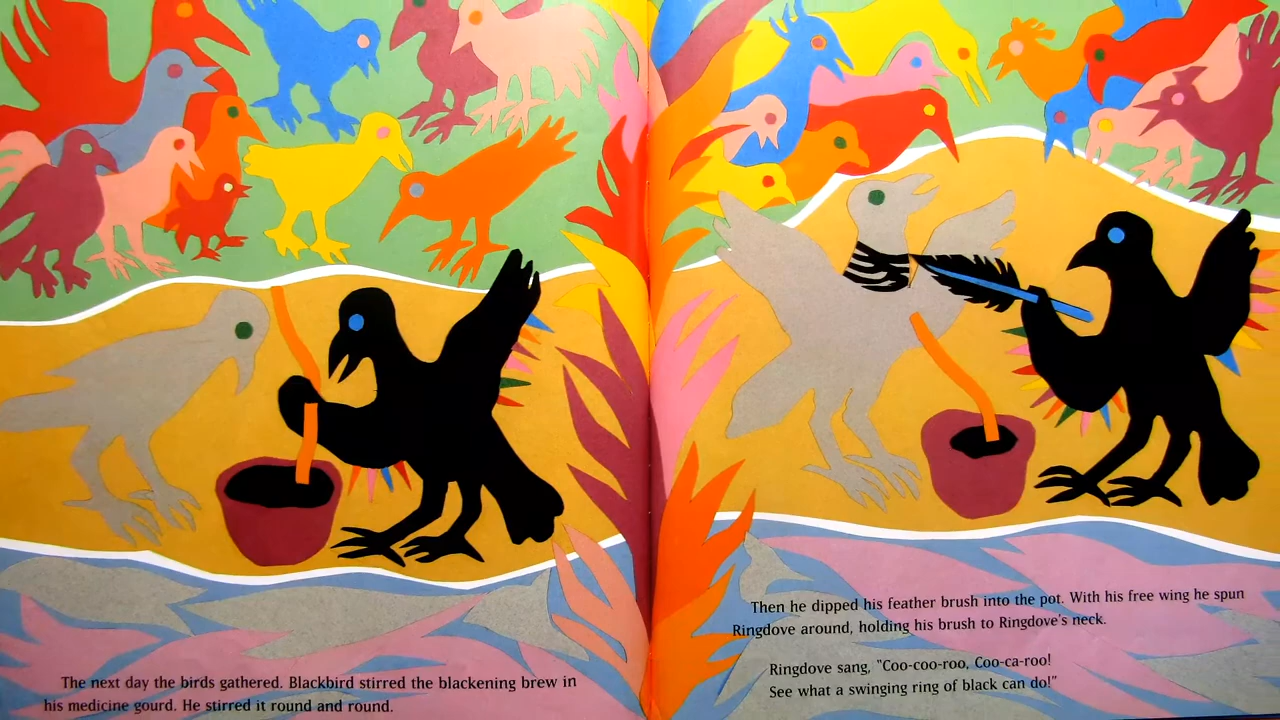 The next day the birds gathered. Blackbird stirred the blackening brew in
his medicine gourd. He stirred it round and round.
Then he dipped his feather brush into the pot. With his free wing he spun
Ringdove around, holding his brush to Ringdove's neck.
Ringdove sang, "Coo-coo-roo, Coo-ca-roo!
See what a swinging ring of black can do!"